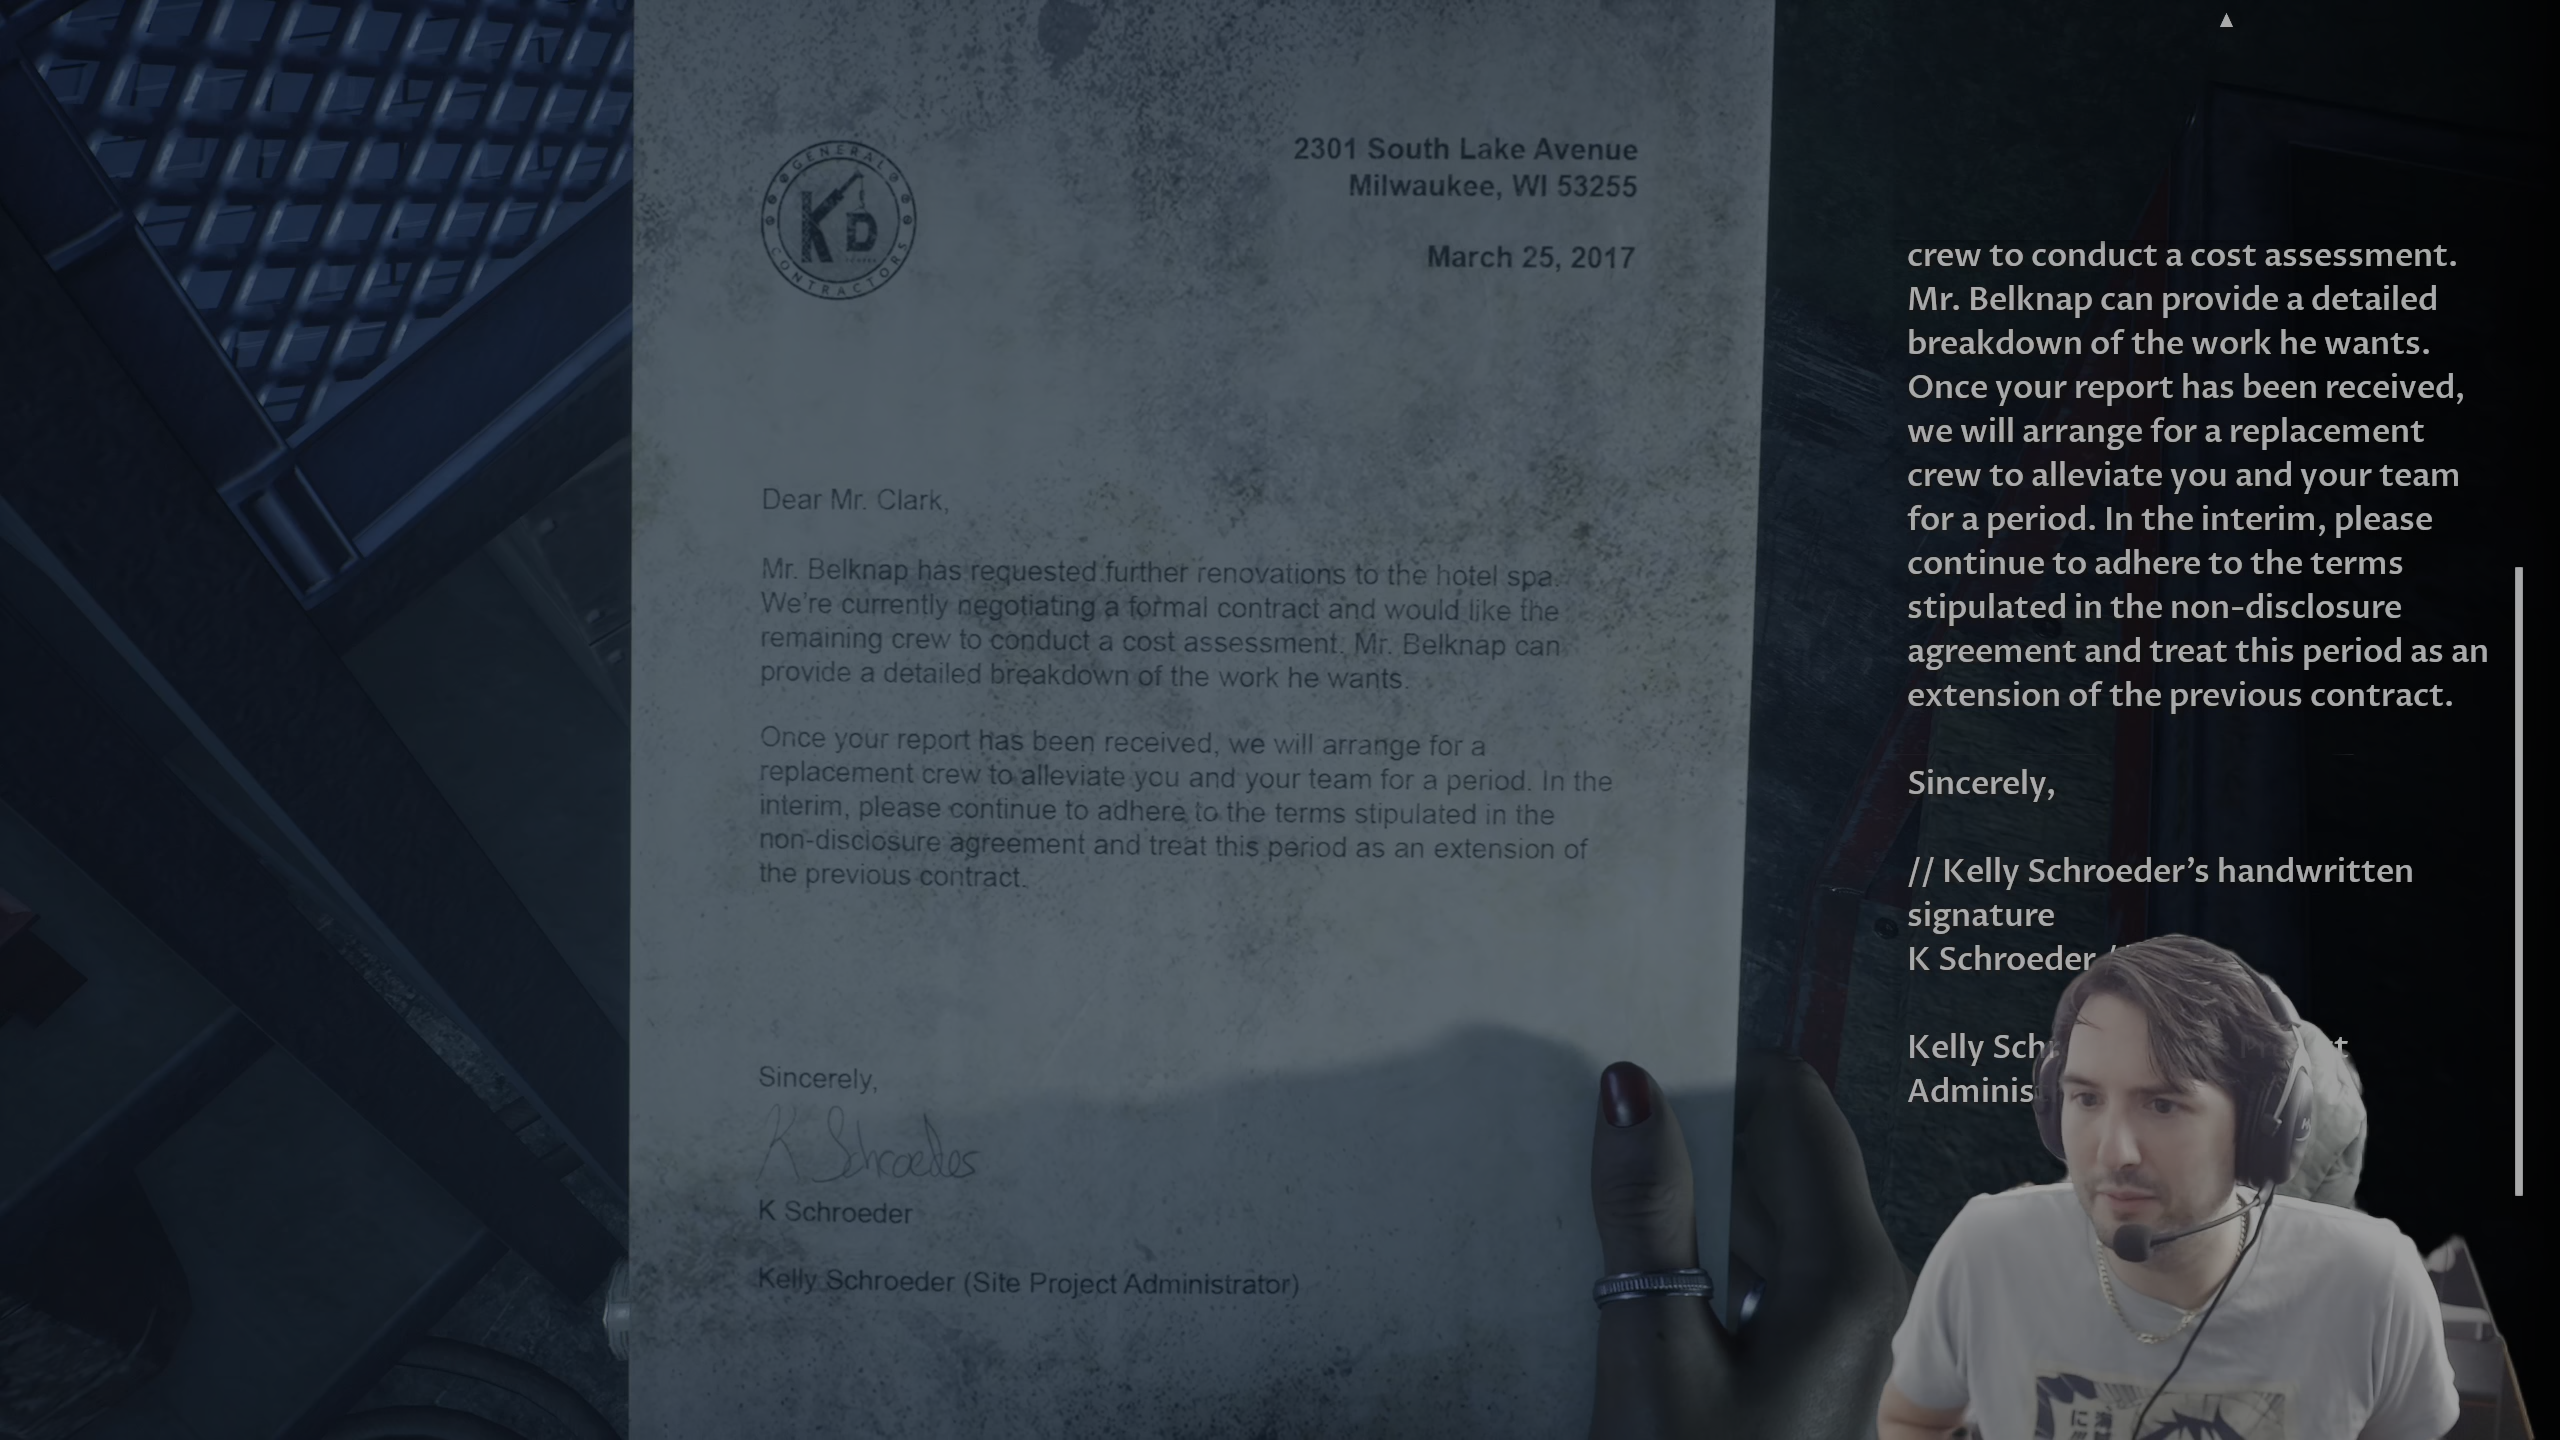 GENERAL
KD
CONTRACTORS
2301 South Lake Avenue
Milwaukee, WI 53255
March 25, 2017
Dear Mr. Clark,
Mr. Belknap has requested further renovations to the hotel spa.
We're currently negotiating a formal contract and would like the
remaining crew to conduct a cost assessment. Mr. Belknap can
provide a detailed breakdown of the work he wants.
Once your report has been received, we will arrange for a
replacement crew to alleviate you and your team for a period. In the
interim, please continue to adhere to the terms stipulated in the
non-disclosure agreement and treat this period as an extension of
the previous contract.
Sincerely,
K Schroeder
K Schroeder
Kelly Schroeder (Site Project Administrator)
crew to conduct a cost assessment.
Mr. Belknap can provide a detailed
breakdown of the work he wants.
Once your report has been received,
we will arrange for a replacement
crew to alleviate you and your team
for a period. In the interim, please
continue to adhere to the terms
stipulated in the non-disclosure
agreement and treat this period as an
extension of the previous contract.
Sincerely,
// Kelly Schroeder's handwritten
signature
K Schroeder
Kelly